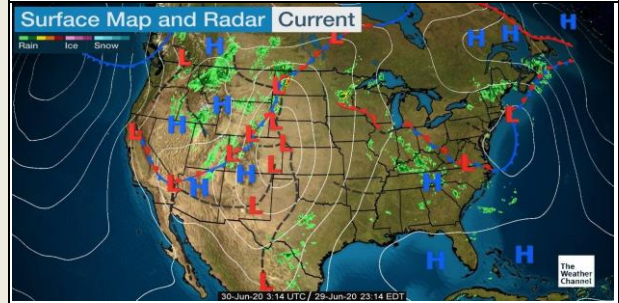 Surface Map and Radar Current
Rain Ice Snow
H L H H H
L
H L
H L
L L
L L H
L H L L
H
L H
L
H H
L
The
Weather
Channel
30-Jun-20 3:14 UTC / 29-Jun-20 23:14 EDT